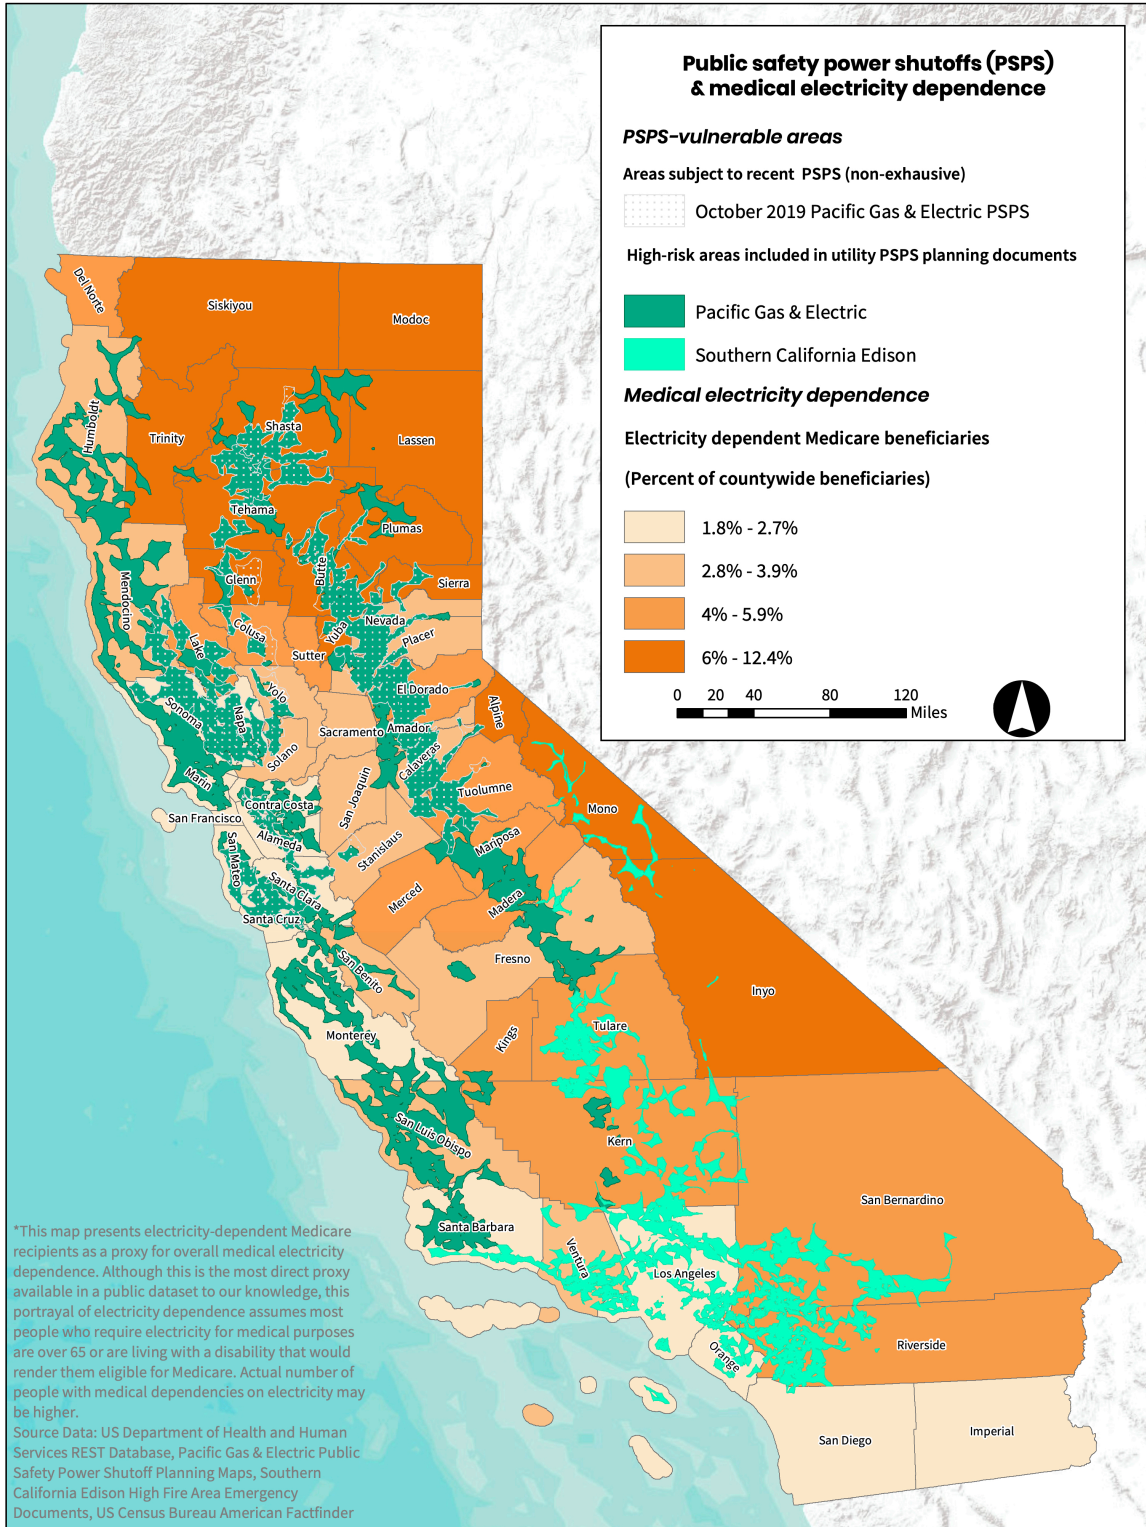 Public safety power shutoffs (PSPS)
& medical electricity dependence
PSPS-vulnerable areas
Areas subject to recent PSPS (non-exhausive)
October 2019 Pacific Gas & Electric PSPS
High-risk areas included in utility PSPS planning documents
Pacific Gas & Electric
Southern California Edison
Medical electricity dependence
Electricity dependent Medicare beneficiaries
(Percent of countywide beneficiaries)
1.8% - 2.7%
2.8% - 3.9%
4% - 5.9%
6% - 12.4%
0 20 40 80 120
Miles
Del Norte
Siskiyou
Modoc
Humboldt
Trinity
Shasta
Lassen
Tehama
Plumas
Mendocino
Glenn
Butte
Sierra
Lake
Colusa
Sutter
Yuba
Nevada
Placer
Sonoma
Napa
Yolo
El Dorado
Alpine
Solano
Sacramento
Amador
Calaveras
Marin
Contra Costa
San Joaquin
Tuolumne
Mono
San Francisco
Alameda
Stanislaus
Mariposa
San Mateo
Santa Clara
Merced
Madera
Santa Cruz
San Benito
Fresno
Inyo
Monterey
Kings
Tulare
San Luis Obispo
Kern
San Bernardino
Santa Barbara
Ventura
Los Angeles
Orange
Riverside
San Diego
Imperial
*This map presents electricity-dependent Medicare
recipients as a proxy for overall medical electricity
dependence. Although this is the most direct proxy
available in a public dataset to our knowledge, this
portrayal of electricity dependence assumes most
people who require electricity for medical purposes
are over 65 or are living with a disability that would
render them eligible for Medicare. Actual number of
people with medical dependencies on electricity may
be higher.
Source Data: US Department of Health and Human
Services REST Database, Pacific Gas & Electric Public
Safety Power Shutoff Planning Maps, Southern
California Edison High Fire Area Emergency
Documents, US Census Bureau American Factfinder